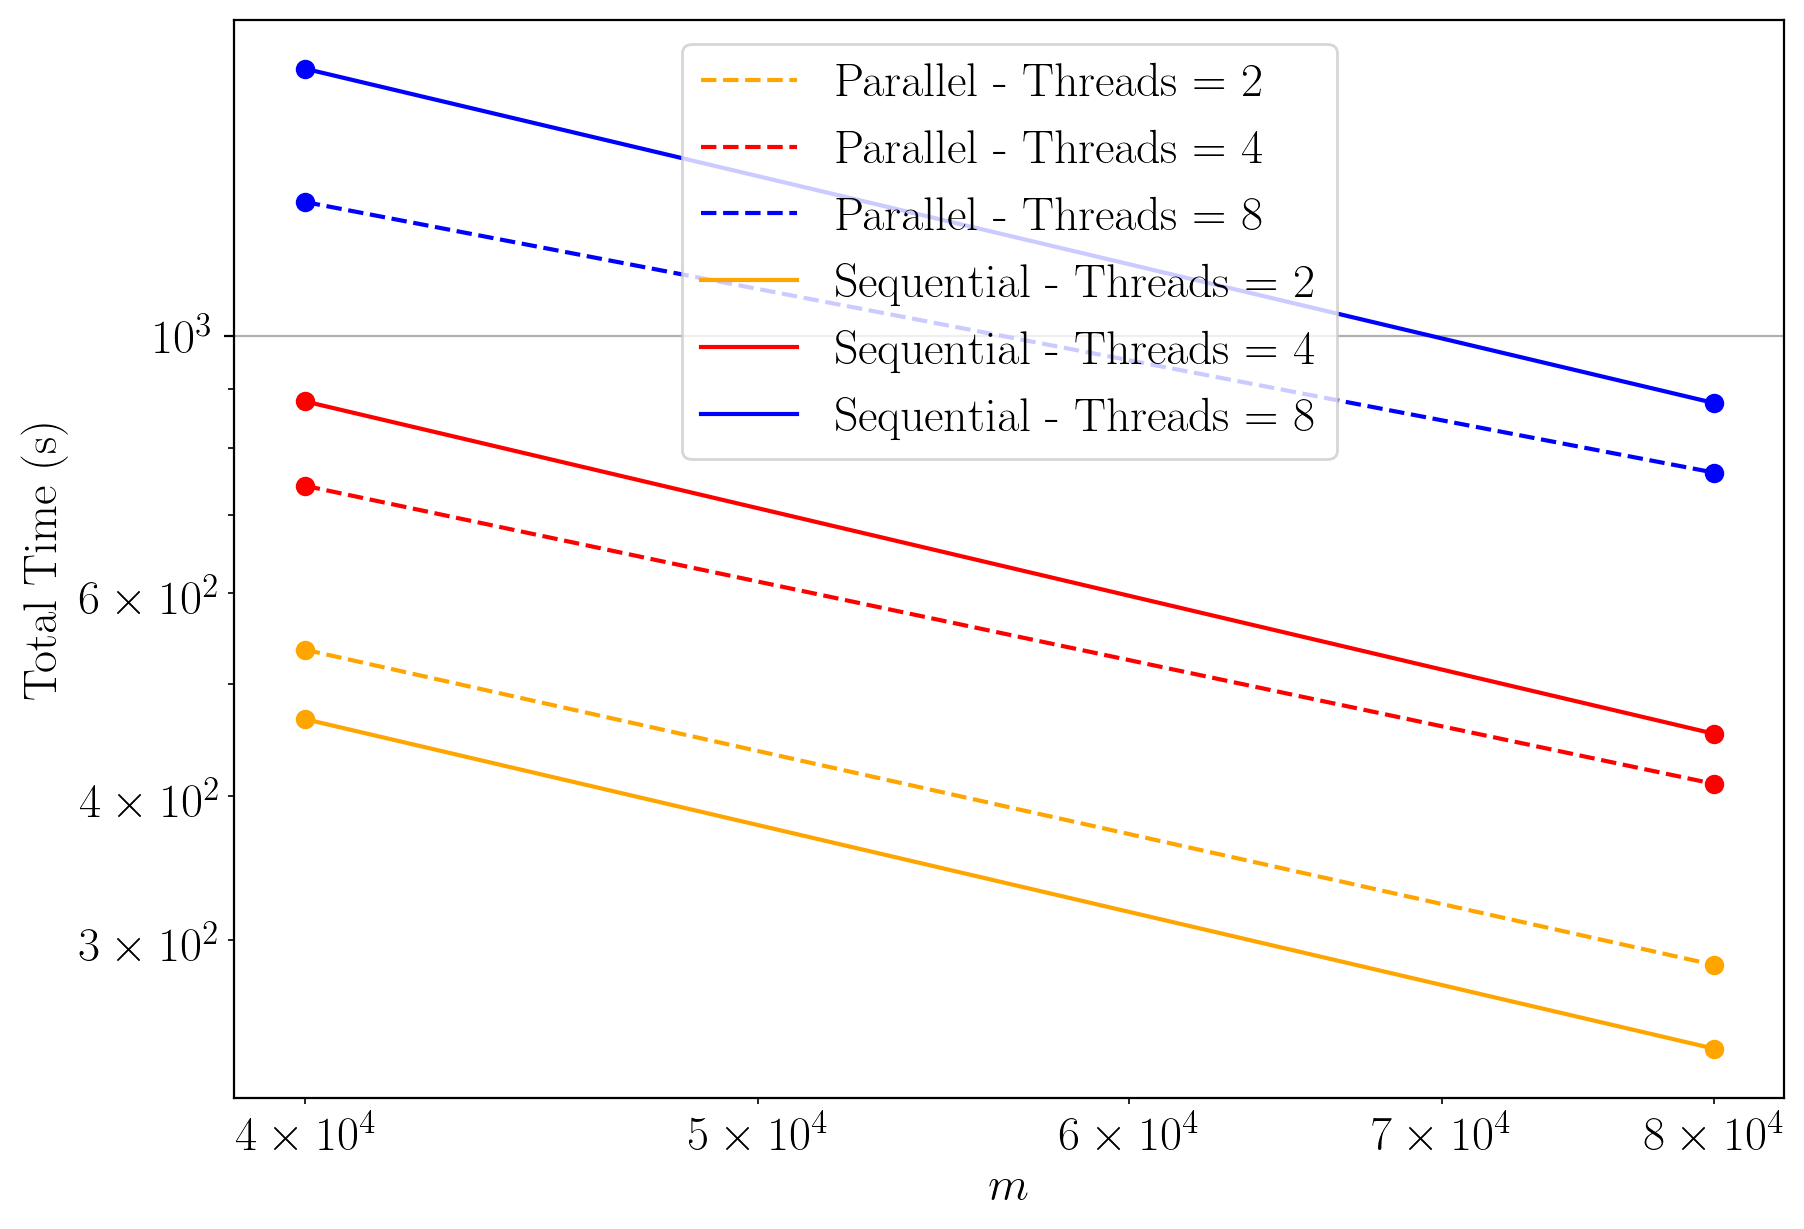 Parallel - Threads = 2
Parallel - Threads = 4
Parallel - Threads = 8
Sequential - Threads = 2
Sequential - Threads = 4
Sequential - Threads = 8
Total Time (s)
10³
6 × 10²
4 × 10²
3 × 10²
4 × 10⁴ 5 × 10⁴ 6 × 10⁴ 7 × 10⁴ 8 × 10⁴
m